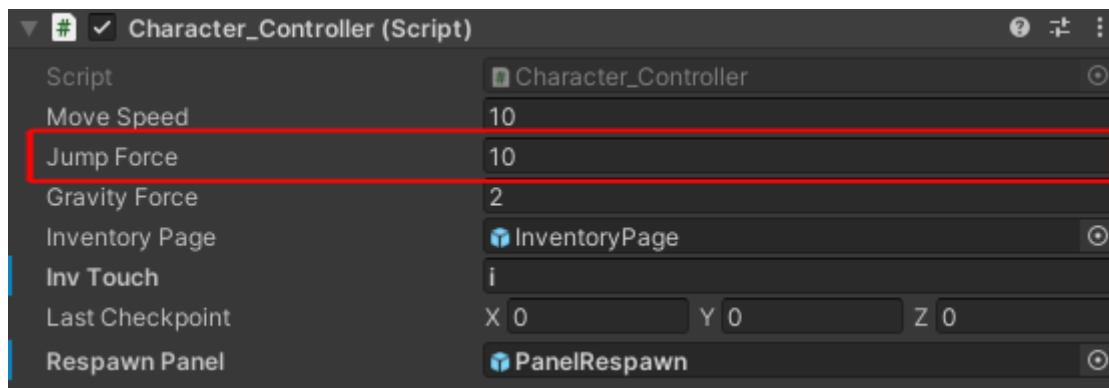 Character_Controller (Script)
Script Character_Controller
Move Speed 10
Jump Force 10
Gravity Force 2
Inventory Page InventoryPage
Inv Touch i
Last Checkpoint X 0 Y 0 Z 0
Respawn Panel PanelRespawn